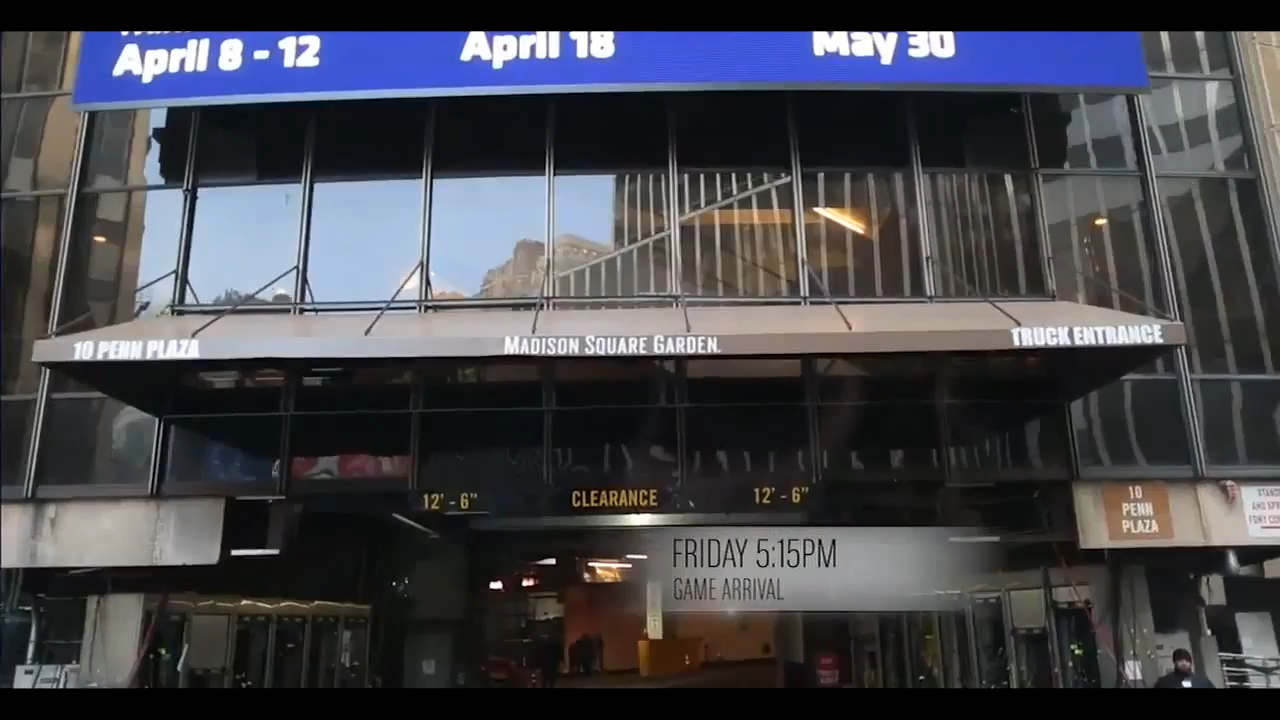 April 8 - 12
April 18
May 30
10 PENN PLAZA
MADISON SQUARE GARDEN.
TRUCK ENTRANCE
12' - 6"
CLEARANCE
12' - 6"
10
PENN
PLAZA
FRIDAY 5:15PM
GAME ARRIVAL